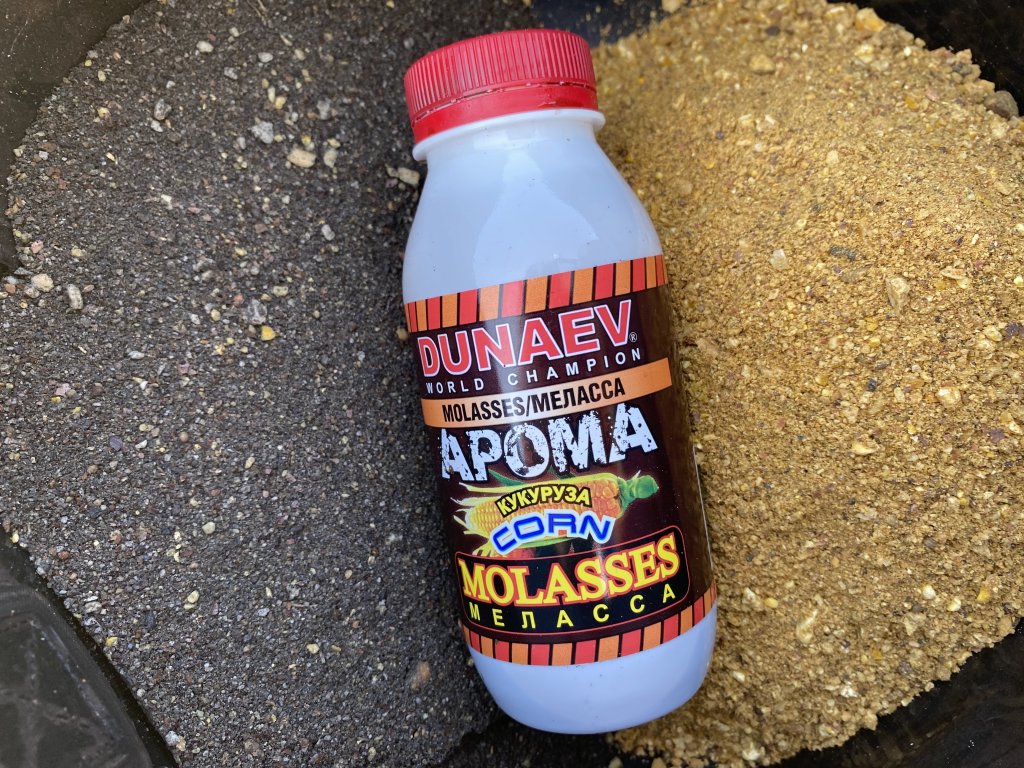 DUNAEV®
WORLD CHAMPION
MOLASSES/МЕЛАССА
АРОМА
КУКУРУЗА
CORN
MOLASSES
МЕЛАССА